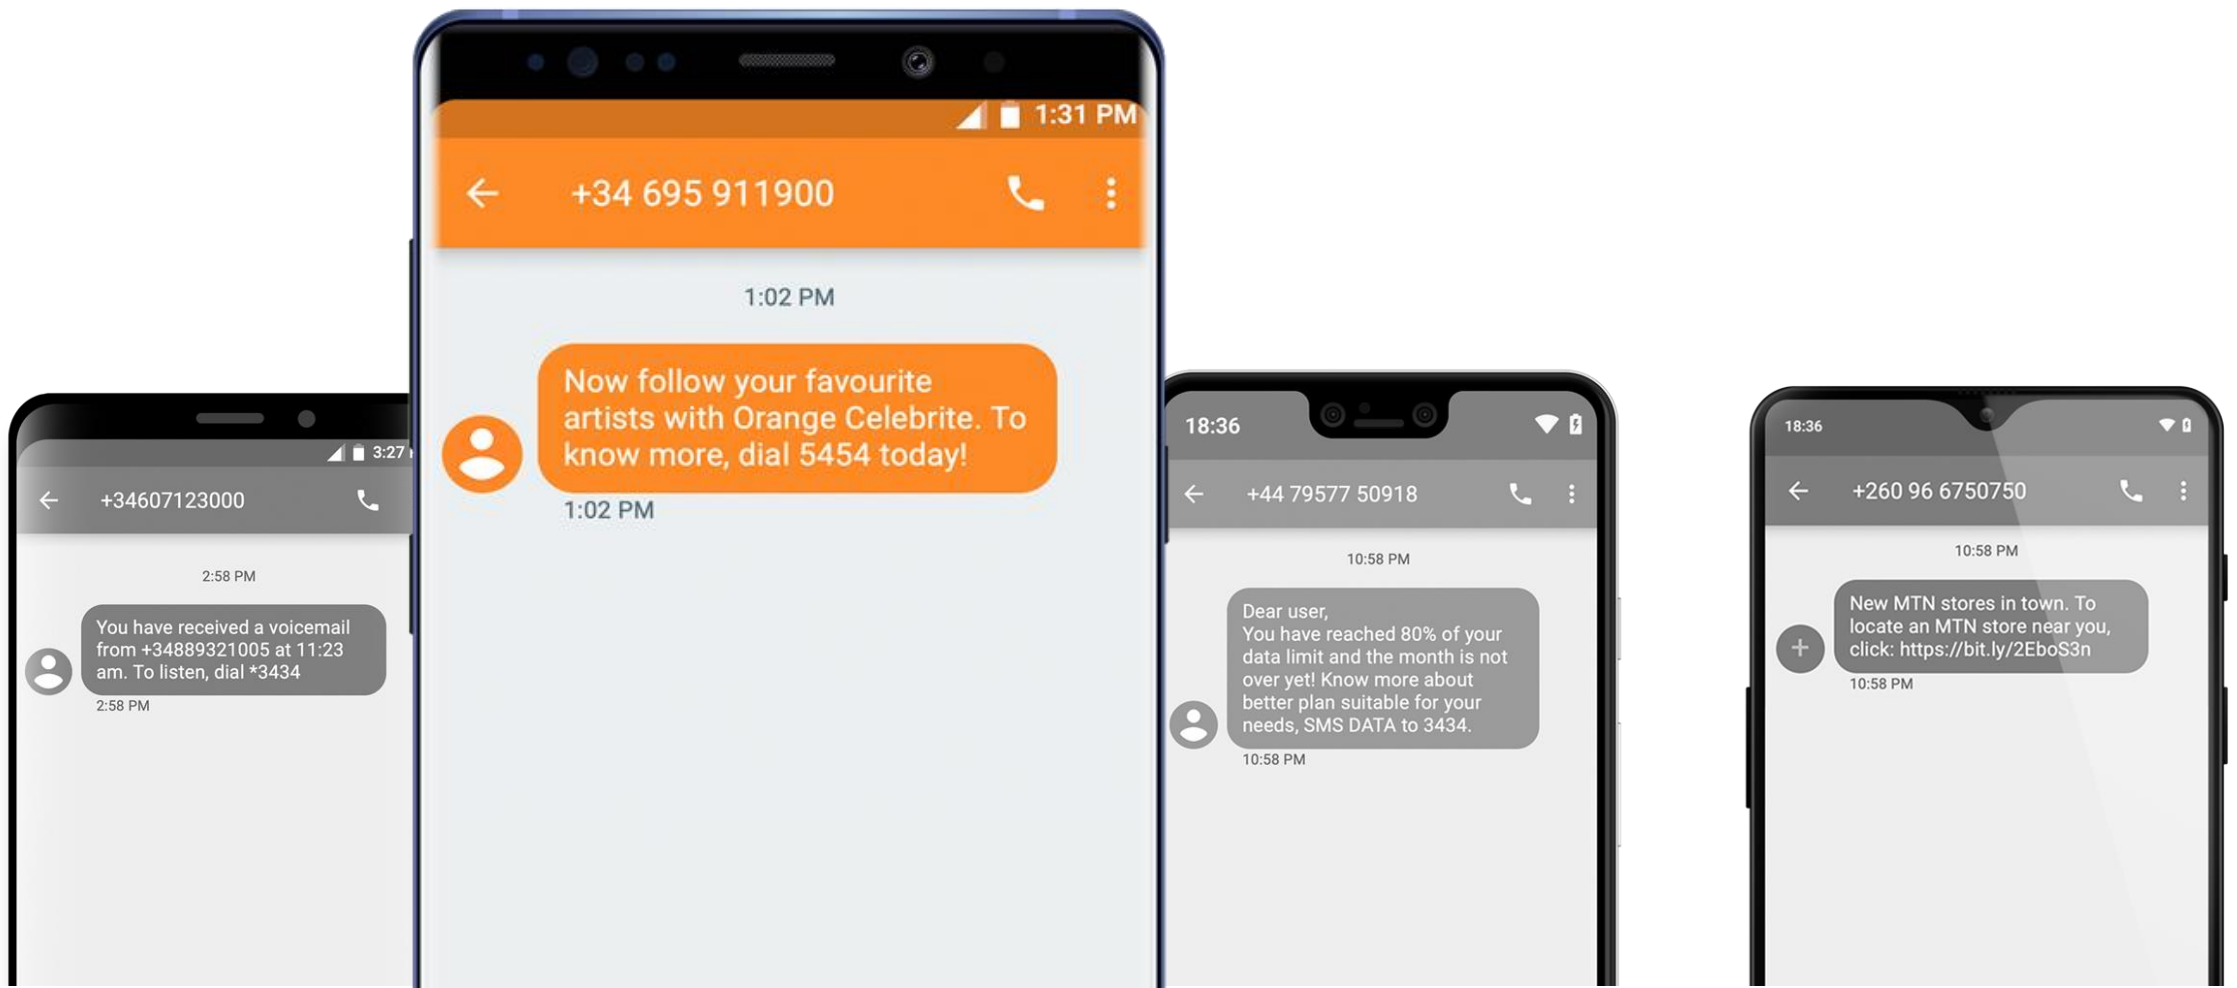 3:27
+34607123000
2:58 PM
You have received a voicemail
from +34889321005 at 11:23
am. To listen, dial *3434
2:58 PM
1:31 PM
+34 695 911900
1:02 PM
Now follow your favourite
artists with Orange Celebrite. To
know more, dial 5454 today!
1:02 PM
18:36
+44 79577 50918
10:58 PM
Dear user,
You have reached 80% of your
data limit and the month is not
over yet! Know more about
better plan suitable for your
needs, SMS DATA to 3434.
10:58 PM
18:36
+260 96 6750750
10:58 PM
New MTN stores in town. To
locate an MTN store near you,
click: https://bit.ly/2EboS3n
10:58 PM